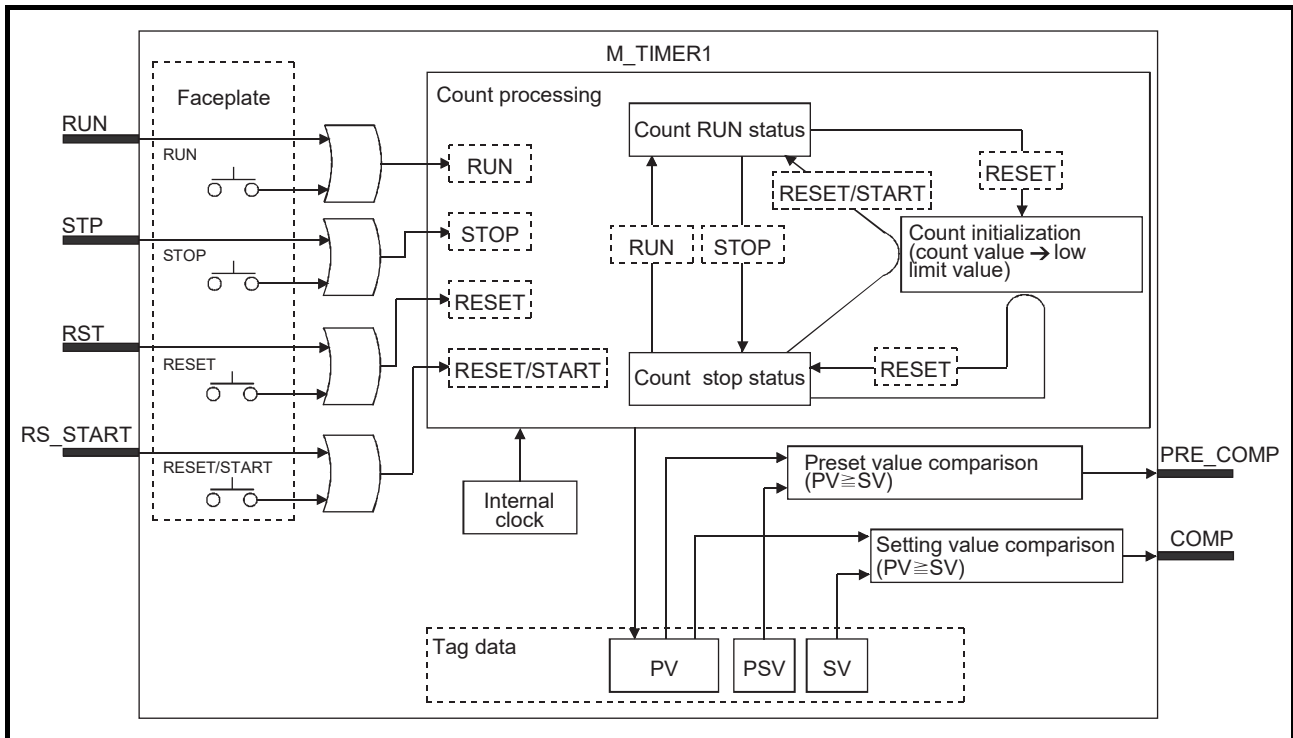 M_TIMER1
Faceplate
Count processing
RUN
RUN
RUN
Count RUN status
RESET
RESET/START
STP
STOP
STOP
RUN
STOP
Count initialization
(count value → low
limit value)
RESET
RST
RESET
RESET/START
Count stop status
RESET
RS_START
RESET/START
Internal
clock
Preset value comparison
(PV≧SV)
PRE_COMP
Setting value comparison
(PV≧SV)
COMP
Tag data
PV
PSV
SV